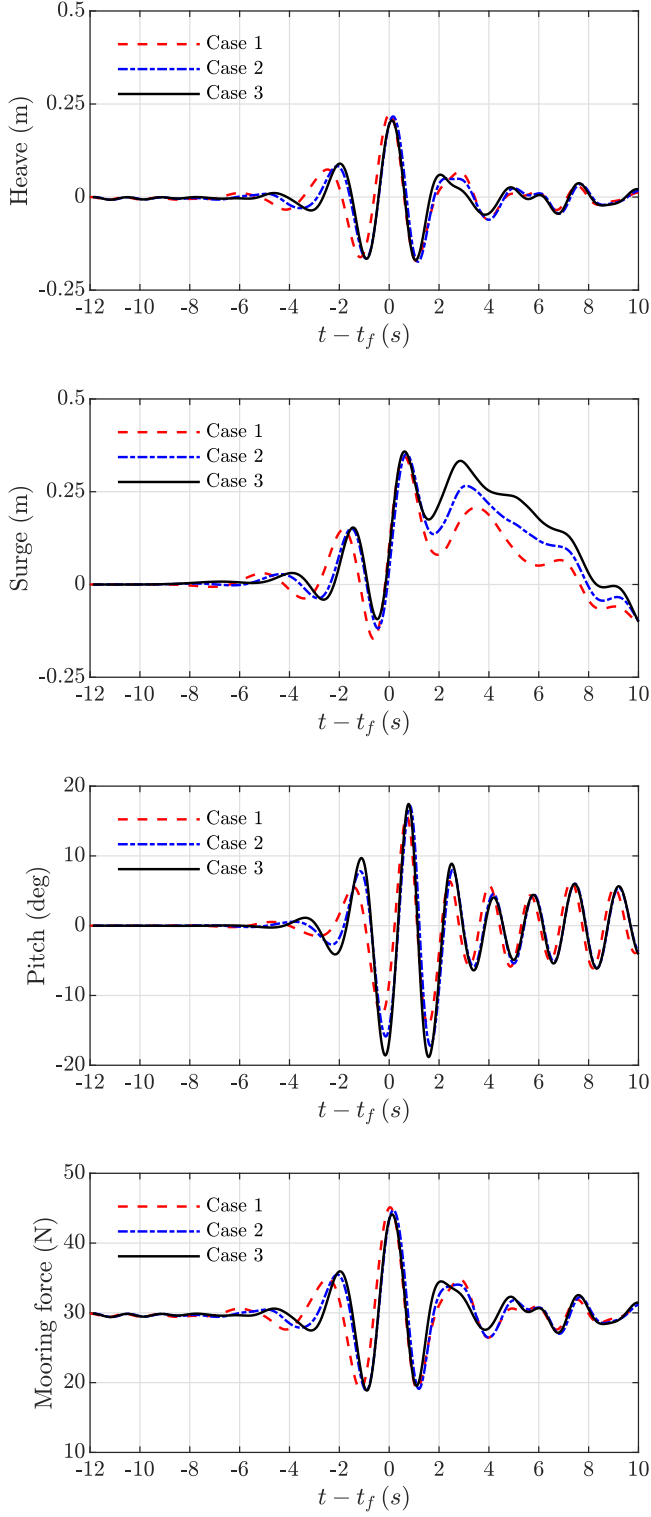 0.5
Case 1
Case 2
Case 3
0.25
0
-0.25
Heave (m)
-12 -10 -8 -6 -4 -2 0 2 4 6 8 10
t − t_f (s)
0.5
Case 1
Case 2
Case 3
0.25
0
-0.25
Surge (m)
-12 -10 -8 -6 -4 -2 0 2 4 6 8 10
t − t_f (s)
20
Case 1
Case 2
Case 3
10
0
-10
-20
Pitch (deg)
-12 -10 -8 -6 -4 -2 0 2 4 6 8 10
t − t_f (s)
50
Case 1
Case 2
Case 3
40
30
20
10
Mooring force (N)
-12 -10 -8 -6 -4 -2 0 2 4 6 8 10
t − t_f (s)